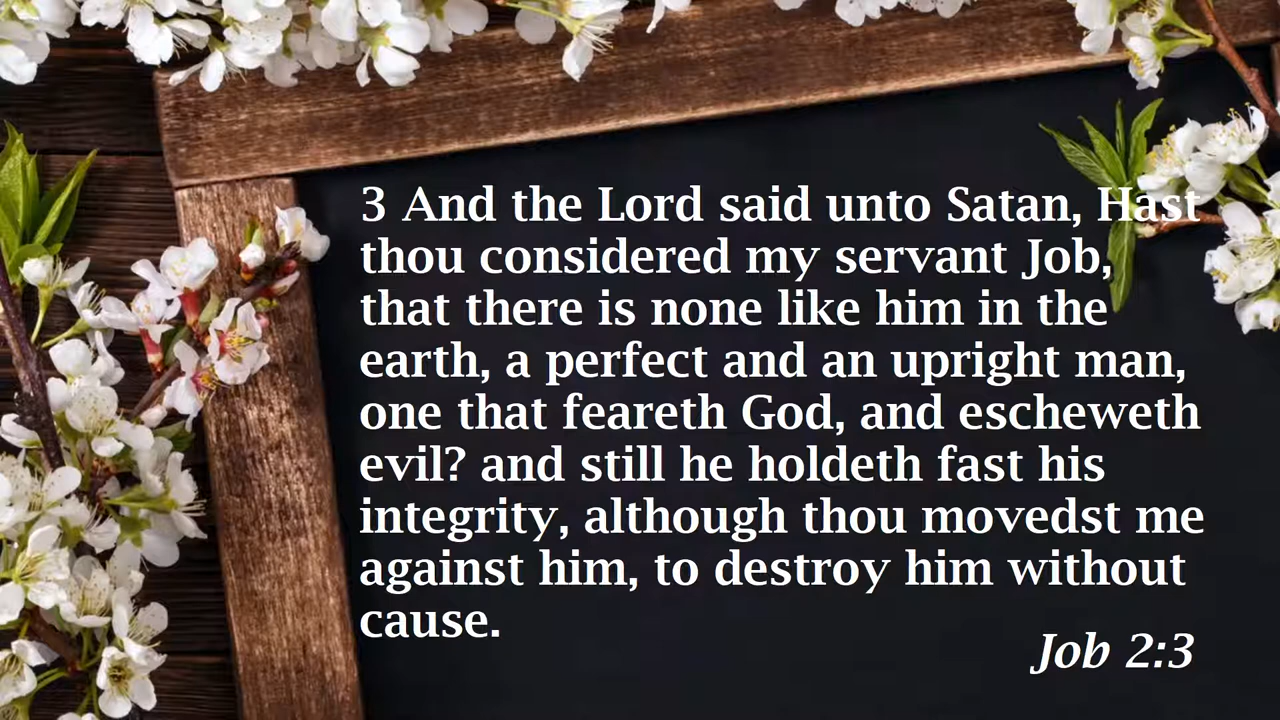 3 And the Lord said unto Satan, Hast
thou considered my servant Job,
that there is none like him in the
earth, a perfect and an upright man,
one that feareth God, and escheweth
evil? and still he holdeth fast his
integrity, although thou movedst me
against him, to destroy him without
cause.
Job 2:3